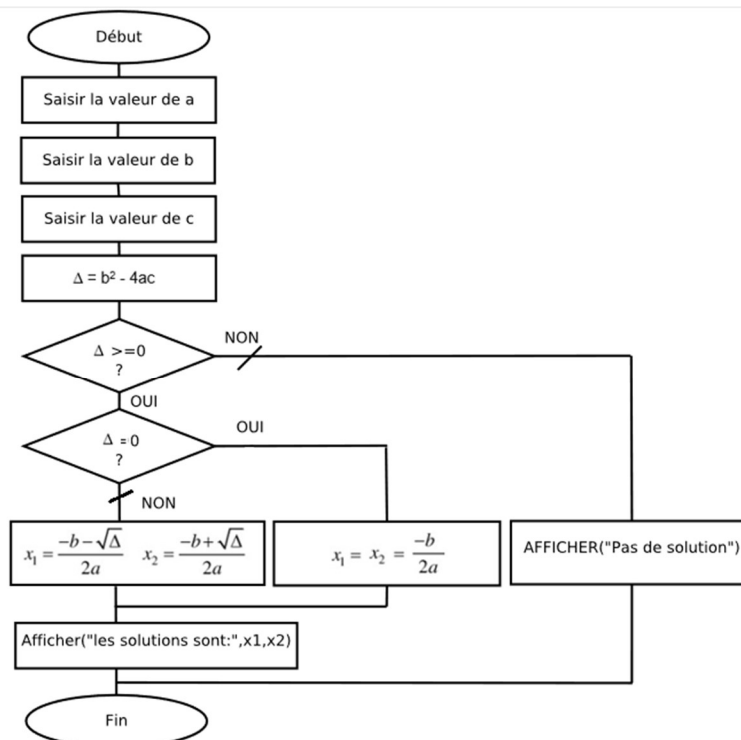 Début
Saisir la valeur de a
Saisir la valeur de b
Saisir la valeur de c
Δ = b² - 4ac
NON
Δ >=0
?
OUI
OUI
Δ =0
?
NON
x₁ = (-b-√Δ)/2a x₂ = (-b+√Δ)/2a
x₁ = x₂ = -b/2a
AFFICHER("Pas de solution")
Afficher("les solutions sont:",x1,x2)
Fin